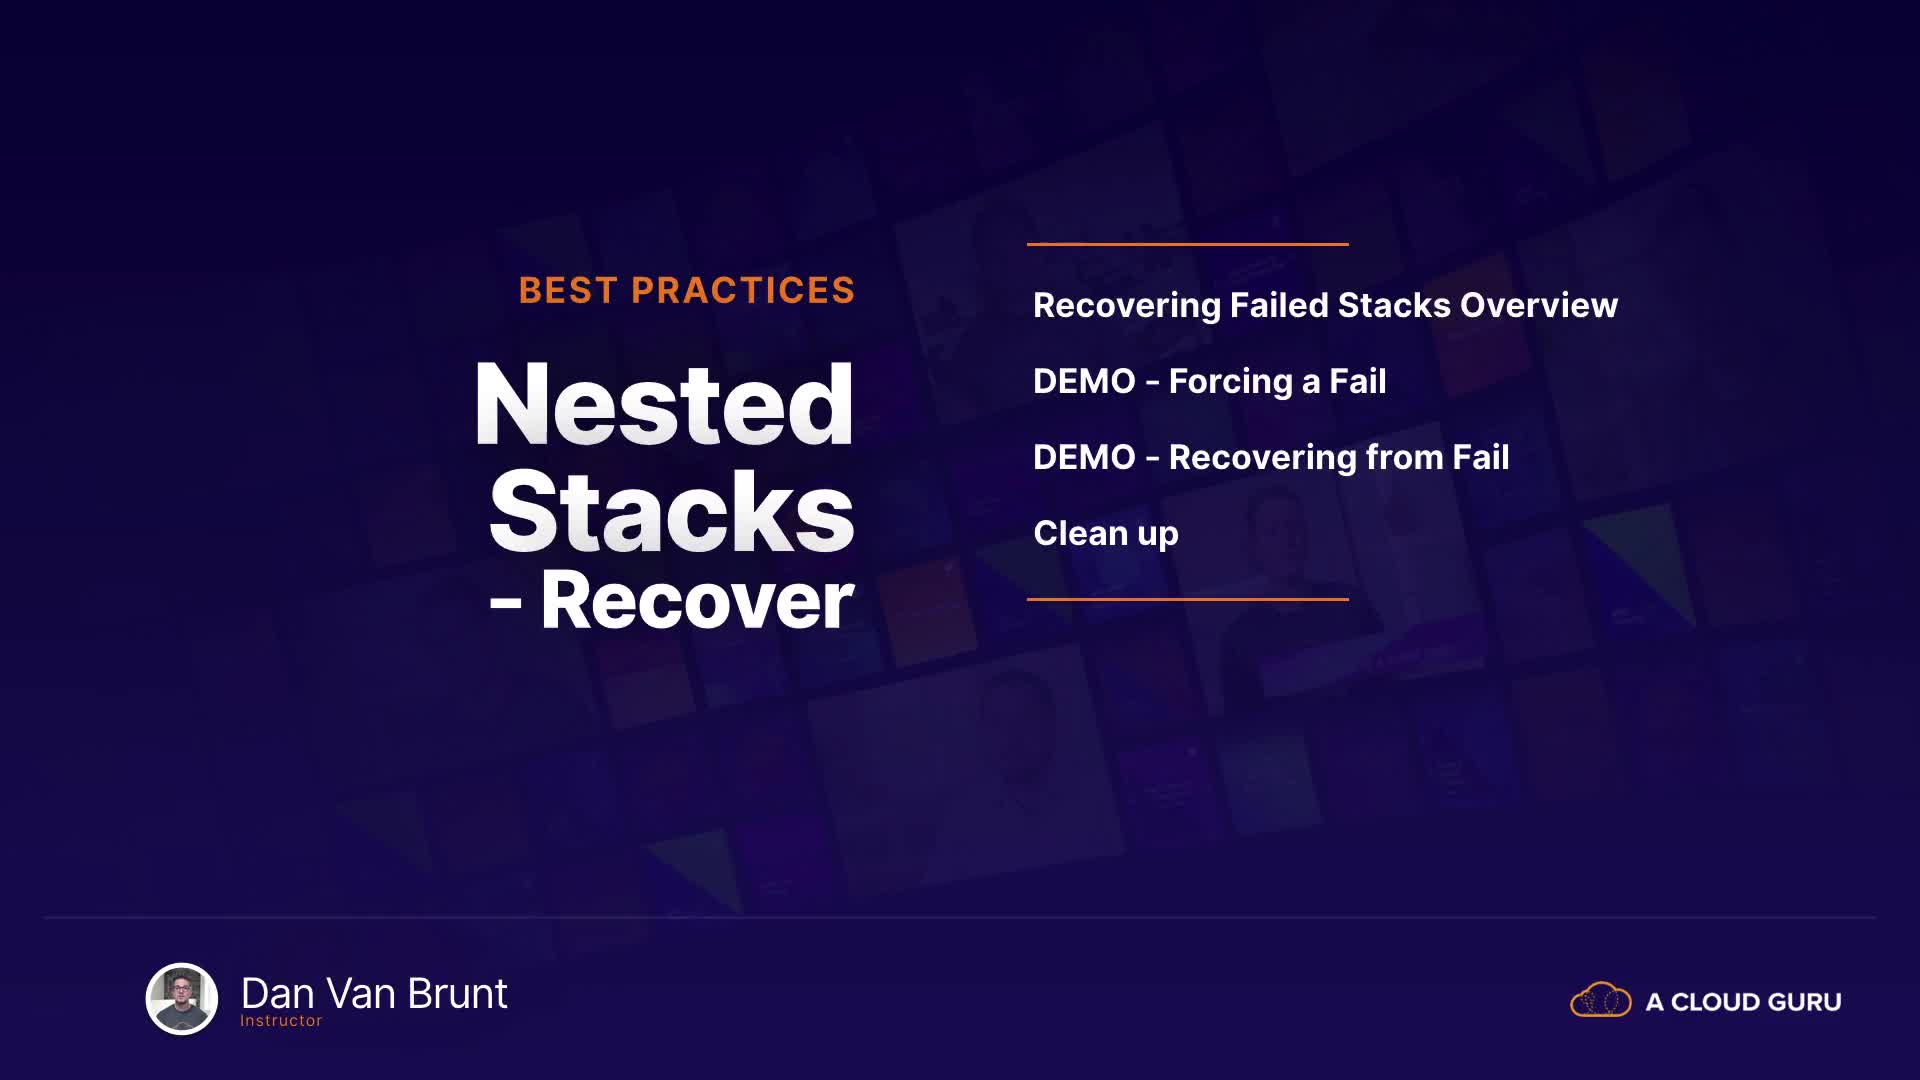 BEST PRACTICES
Nested
Stacks
- Recover
Recovering Failed Stacks Overview
DEMO - Forcing a Fail
DEMO - Recovering from Fail
Clean up
Dan Van Brunt
Instructor
A CLOUD GURU